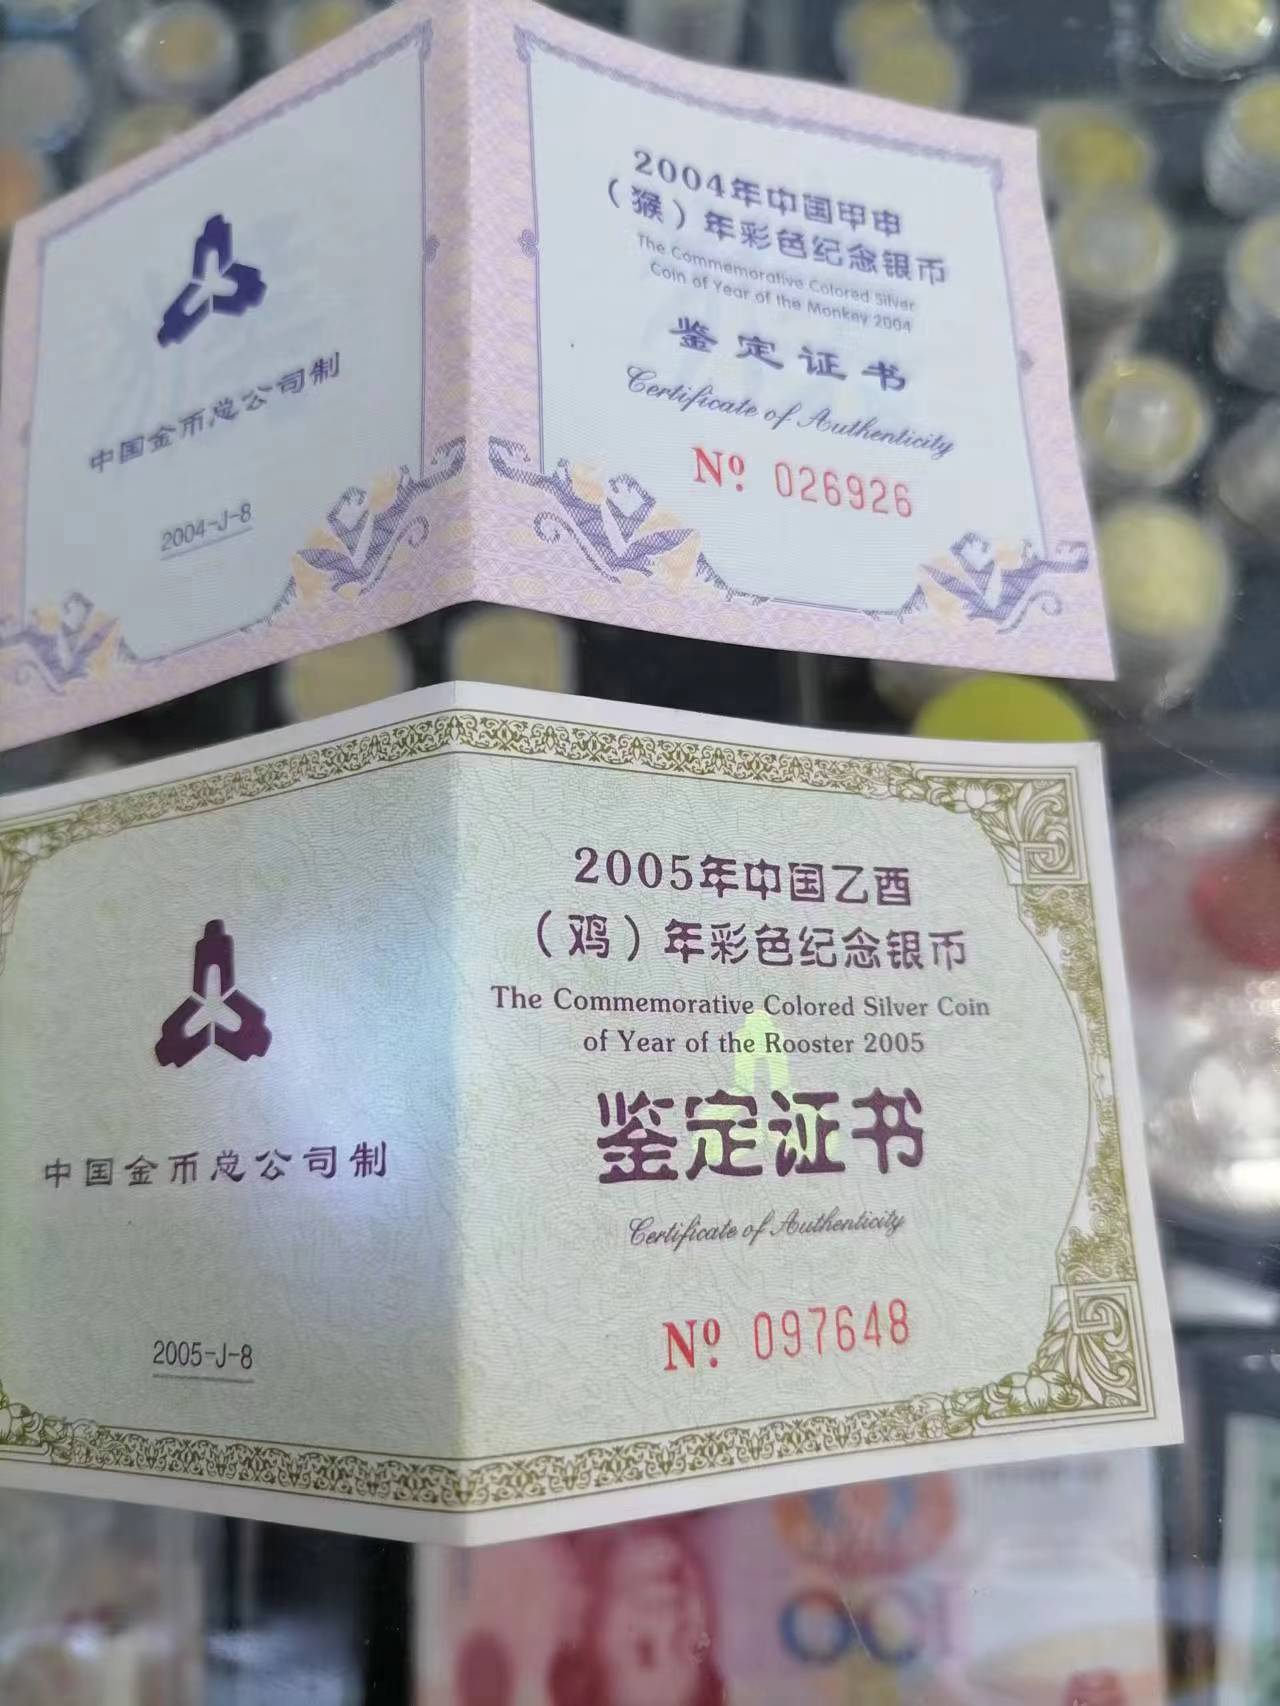 中国金币总公司制
2004-J-8
2004年中国甲申
（猴）年彩色纪念银币
The Commemorative Colored Silver
Coin of Year of the Monkey 2004
鉴定证书
Certificate of Authenticity
Nº 026926
中国金币总公司制
2005-J-8
2005年中国乙酉
（鸡）年彩色纪念银币
The Commemorative Colored Silver Coin
of Year of the Rooster 2005
鉴定证书
Certificate of Authenticity
Nº 097648